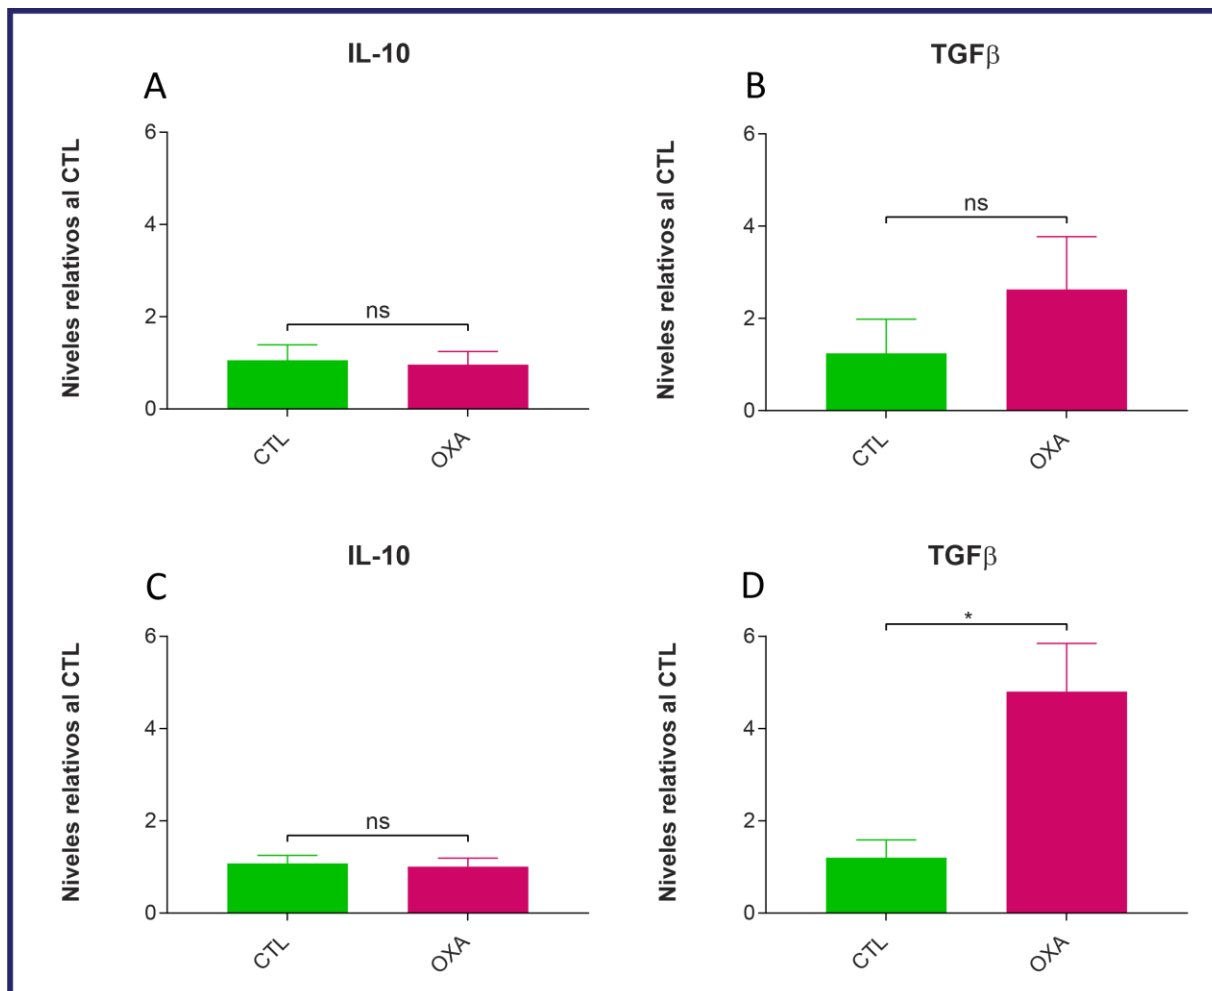 IL-10
A
Niveles relativos al CTL
6
4
2
0
ns
CTL
OXA
TGFβ
B
Niveles relativos al CTL
6
4
2
0
ns
CTL
OXA
IL-10
C
Niveles relativos al CTL
6
4
2
0
ns
CTL
OXA
TGFβ
D
Niveles relativos al CTL
6
4
2
0
*
CTL
OXA